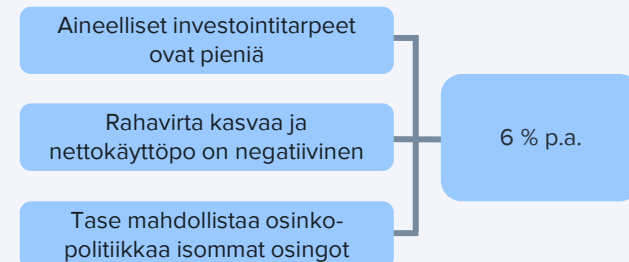 Aineelliset investointitarpeet
ovat pieniä
Rahavirta kasvaa ja
nettokäyttöpo on negatiivinen
6 % p.a.
Tase mahdollistaa osinko-
politiikkaa isommat osingot